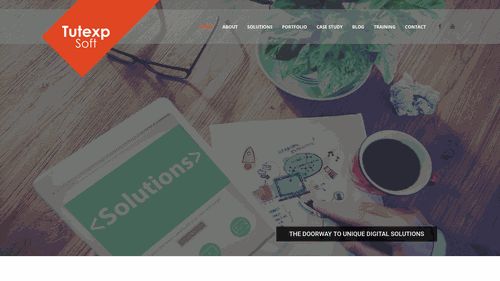 Tutexp
Soft
HOME ABOUT SOLUTIONS PORTFOLIO CASE STUDY BLOG TRAINING CONTACT
<Solutions>
THE DOORWAY TO UNIQUE DIGITAL SOLUTIONS